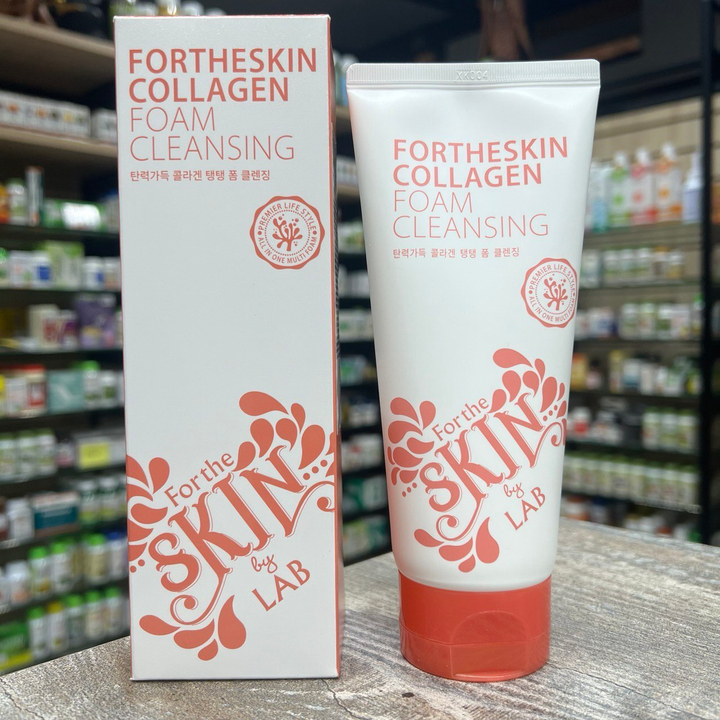 FORTHESKIN
COLLAGEN
FOAM
CLEANSING
탄력가득 콜라겐 탱탱 폼 클렌징
PREMIER LIFE STYLE
ALL IN ONE MULTI FOAM
For the
SKIN
by
LAB
XK304
FORTHESKIN
COLLAGEN
FOAM
CLEANSING
탄력가득 콜라겐 탱탱 폼 클렌징
PREMIER LIFE STYLE
ALL IN ONE MULTI FOAM
For the
SKIN
by
LAB